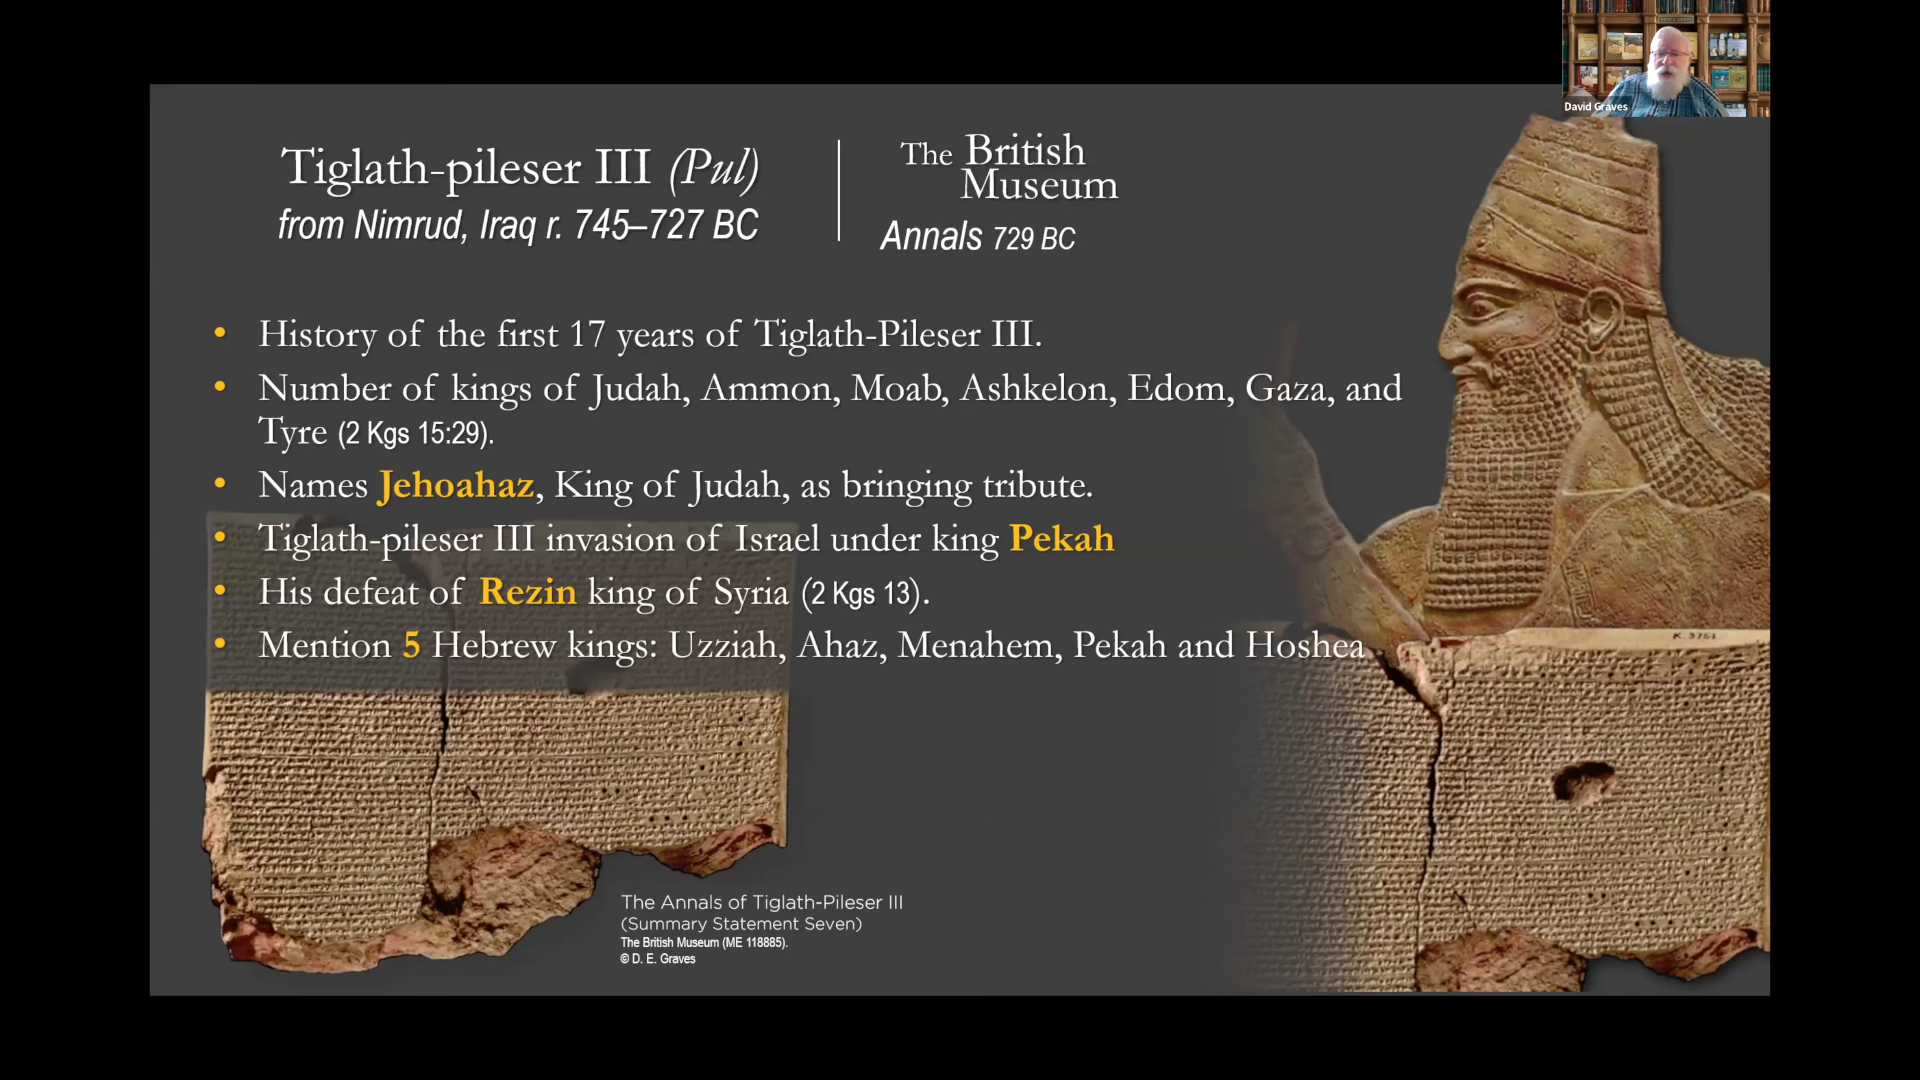 David Graves
Tiglath-pileser III (Pul)
from Nimrud, Iraq r. 745–727 BC
The British
Museum
Annals 729 BC
• History of the first 17 years of Tiglath-Pileser III.
• Number of kings of Judah, Ammon, Moab, Ashkelon, Edom, Gaza, and
Tyre (2 Kgs 15:29).
• Names Jehoahaz, King of Judah, as bringing tribute.
• Tiglath-pileser III invasion of Israel under king Pekah
• His defeat of Rezin king of Syria (2 Kgs 13).
• Mention 5 Hebrew kings: Uzziah, Ahaz, Menahem, Pekah and Hoshea
K.3761.
The Annals of Tiglath-Pileser III
(Summary Statement Seven)
The British Museum (ME 118885).
© D. E. Graves